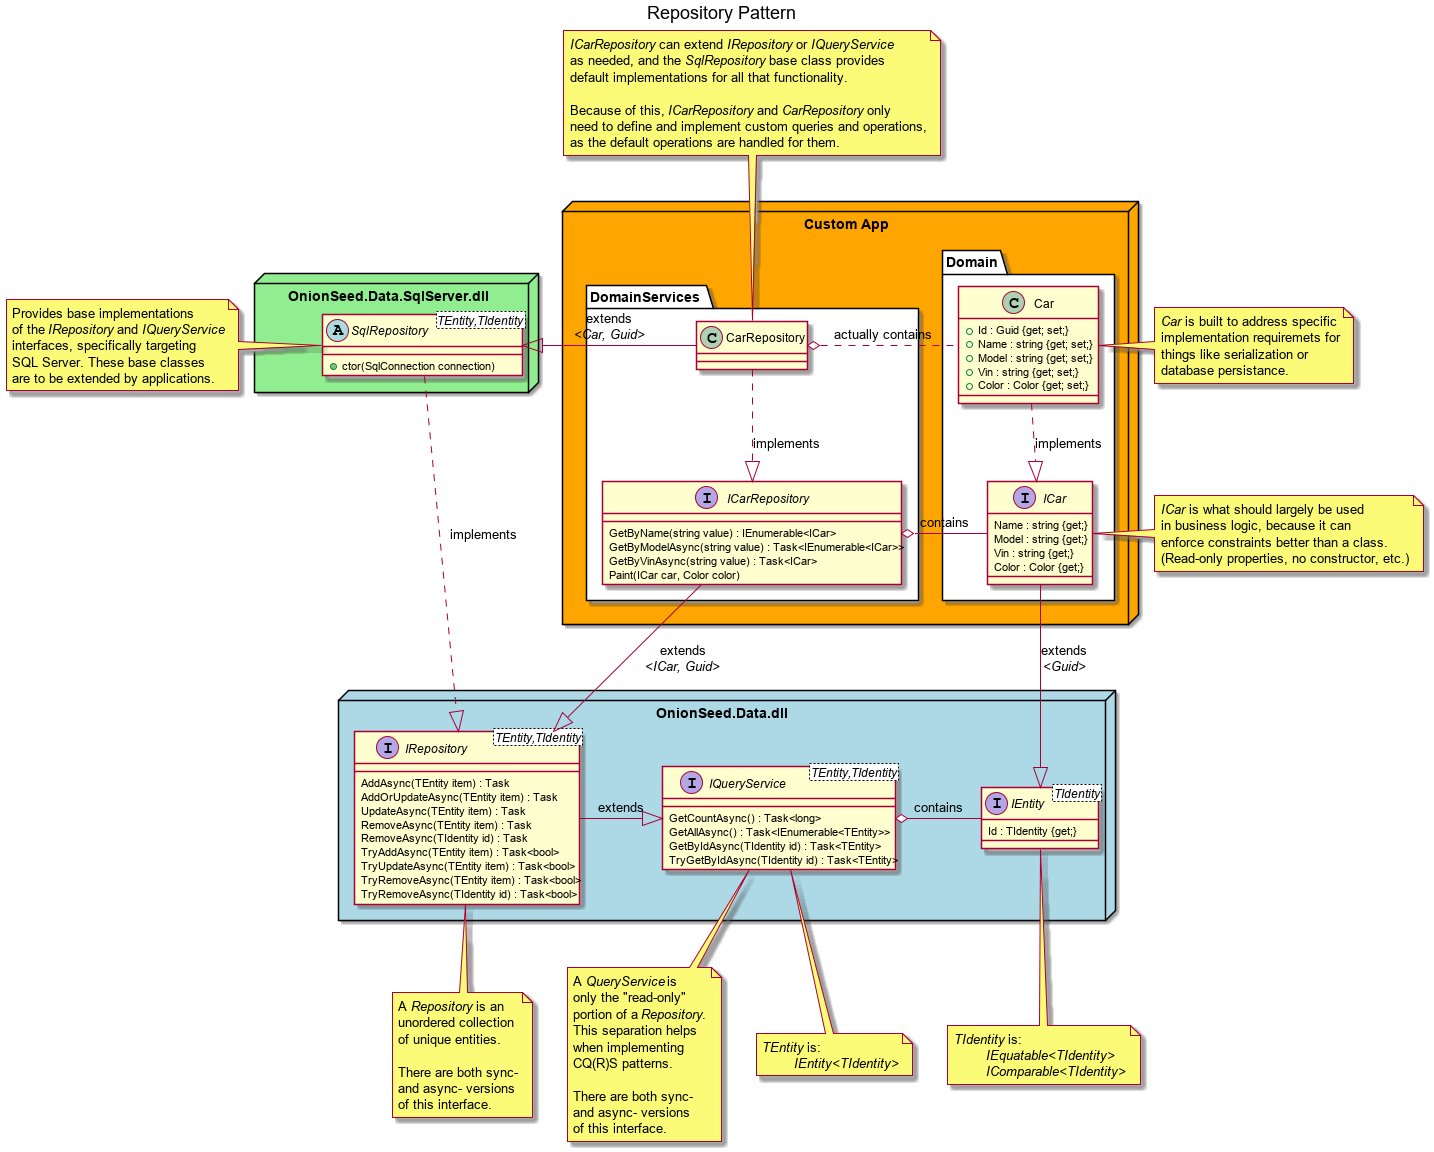 Repository Pattern
ICarRepository can extend IRepository or IQueryService
as needed, and the SqlRepository base class provides
default implementations for all that functionality.
Because of this, ICarRepository and CarRepository only
need to define and implement custom queries and operations,
as the default operations are handled for them.
Custom App
OnionSeed.Data.SqlServer.dll
TEntity,TIdentity
SqlRepository
ctor(SqlConnection connection)
Provides base implementations
of the IRepository and IQueryService
interfaces, specifically targeting
SQL Server. These base classes
are to be extended by applications.
DomainServices
extends
<Car, Guid>
CarRepository
actually contains
Domain
Car
Id : Guid {get; set;}
Name : string {get; set;}
Model : string {get; set;}
Vin : string {get; set;}
Color : Color {get; set;}
Car is built to address specific
implementation requiremets for
things like serialization or
database persistance.
implements
implements
implements
ICarRepository
GetByName(string value) : IEnumerable<ICar>
GetByModelAsync(string value) : Task<IEnumerable<ICar>>
GetByVinAsync(string value) : Task<ICar>
Paint(ICar car, Color color)
contains
ICar
Name : string {get;}
Model : string {get;}
Vin : string {get;}
Color : Color {get;}
ICar is what should largely be used
in business logic, because it can
enforce constraints better than a class.
(Read-only properties, no constructor, etc.)
extends
<ICar, Guid>
extends
<Guid>
OnionSeed.Data.dll
TEntity,TIdentity
IRepository
AddAsync(TEntity item) : Task
AddOrUpdateAsync(TEntity item) : Task
UpdateAsync(TEntity item) : Task
RemoveAsync(TEntity item) : Task
RemoveAsync(TIdentity id) : Task
TryAddAsync(TEntity item) : Task<bool>
TryUpdateAsync(TEntity item) : Task<bool>
TryRemoveAsync(TEntity item) : Task<bool>
TryRemoveAsync(TIdentity id) : Task<bool>
extends
TEntity,TIdentity
IQueryService
GetCountAsync() : Task<long>
GetAllAsync() : Task<IEnumerable<TEntity>>
GetByIdAsync(TIdentity id) : Task<TEntity>
TryGetByIdAsync(TIdentity id) : Task<TEntity>
contains
TIdentity
IEntity
Id : TIdentity {get;}
A Repository is an
unordered collection
of unique entities.
There are both sync-
and async- versions
of this interface.
A QueryService is
only the "read-only"
portion of a Repository.
This separation helps
when implementing
CQ(R)S patterns.
There are both sync-
and async- versions
of this interface.
TEntity is:
IEntity<TIdentity>
TIdentity is:
IEquatable<TIdentity>
IComparable<TIdentity>
A
C
C
I
I
I
I
I